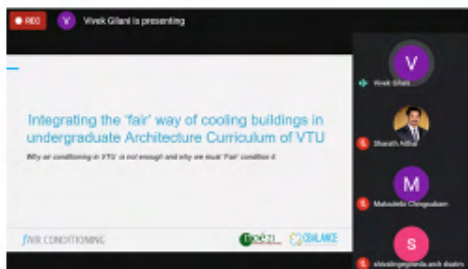 REC
V
Vivek Gilani is presenting
Integrating the 'fair' way of cooling buildings in
undergraduate Architecture Curriculum of VTU
Why air conditioning in VTU is not enough and why we must 'Fair' condition it
fAIR CONDITIONING
CBALANCE
V
Vivek Gilani
Sharath
M
S